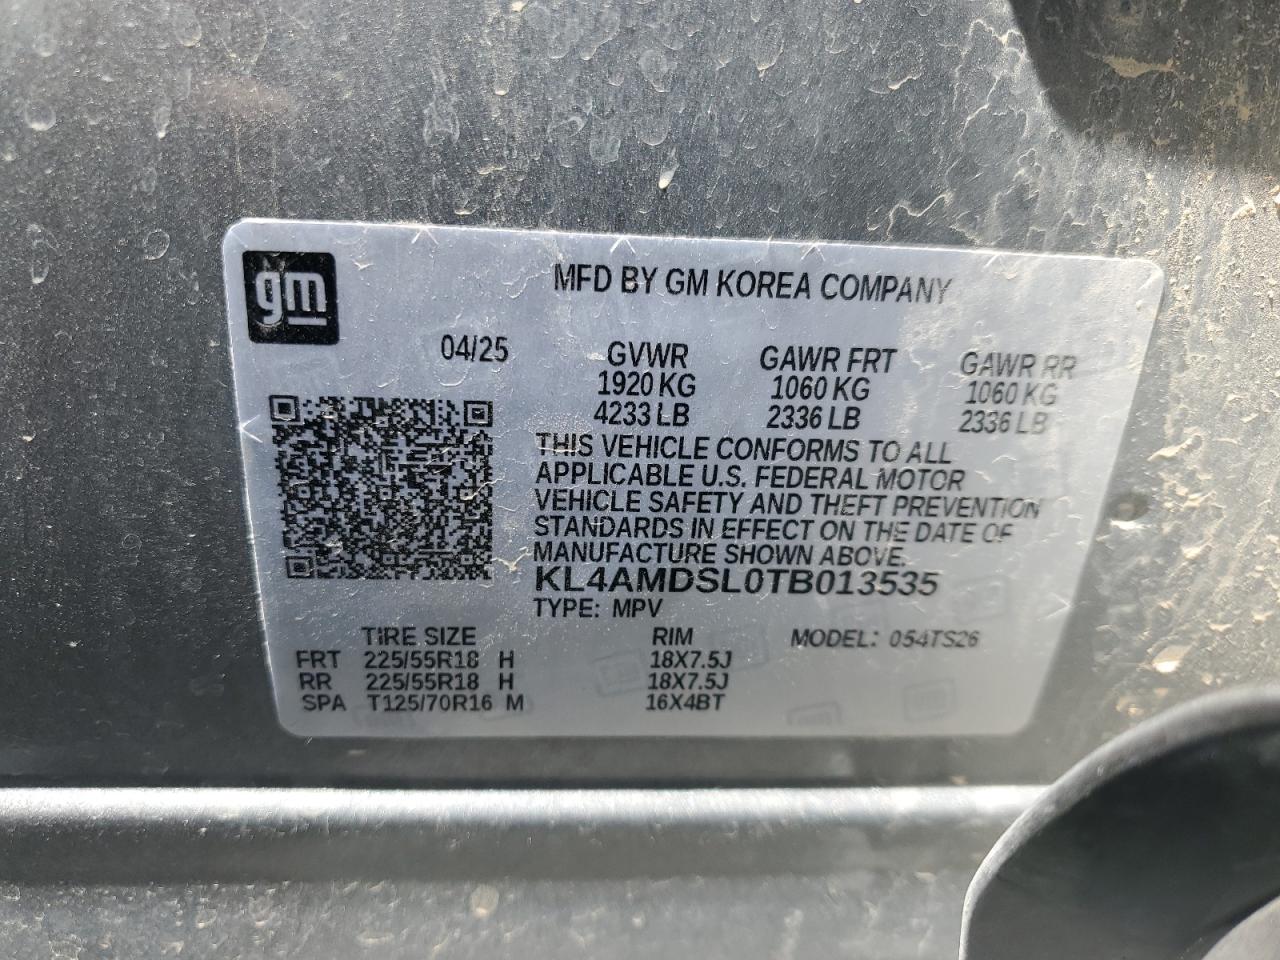 gm
MFD BY GM KOREA COMPANY
04/25
GVWR GAWR FRT GAWR RR
1920 KG 1060 KG 1060 KG
4233 LB 2336 LB 2336 LB
THIS VEHICLE CONFORMS TO ALL
APPLICABLE U.S. FEDERAL MOTOR
VEHICLE SAFETY AND THEFT PREVENTION
STANDARDS IN EFFECT ON THE DATE OF
MANUFACTURE SHOWN ABOVE.
KL4AMDSL0TB013535
TYPE: MPV
TIRE SIZE RIM MODEL: 054TS26
FRT 225/55R18 H 18X7.5J
RR 225/55R18 H 18X7.5J
SPA T125/70R16 M 16X4BT